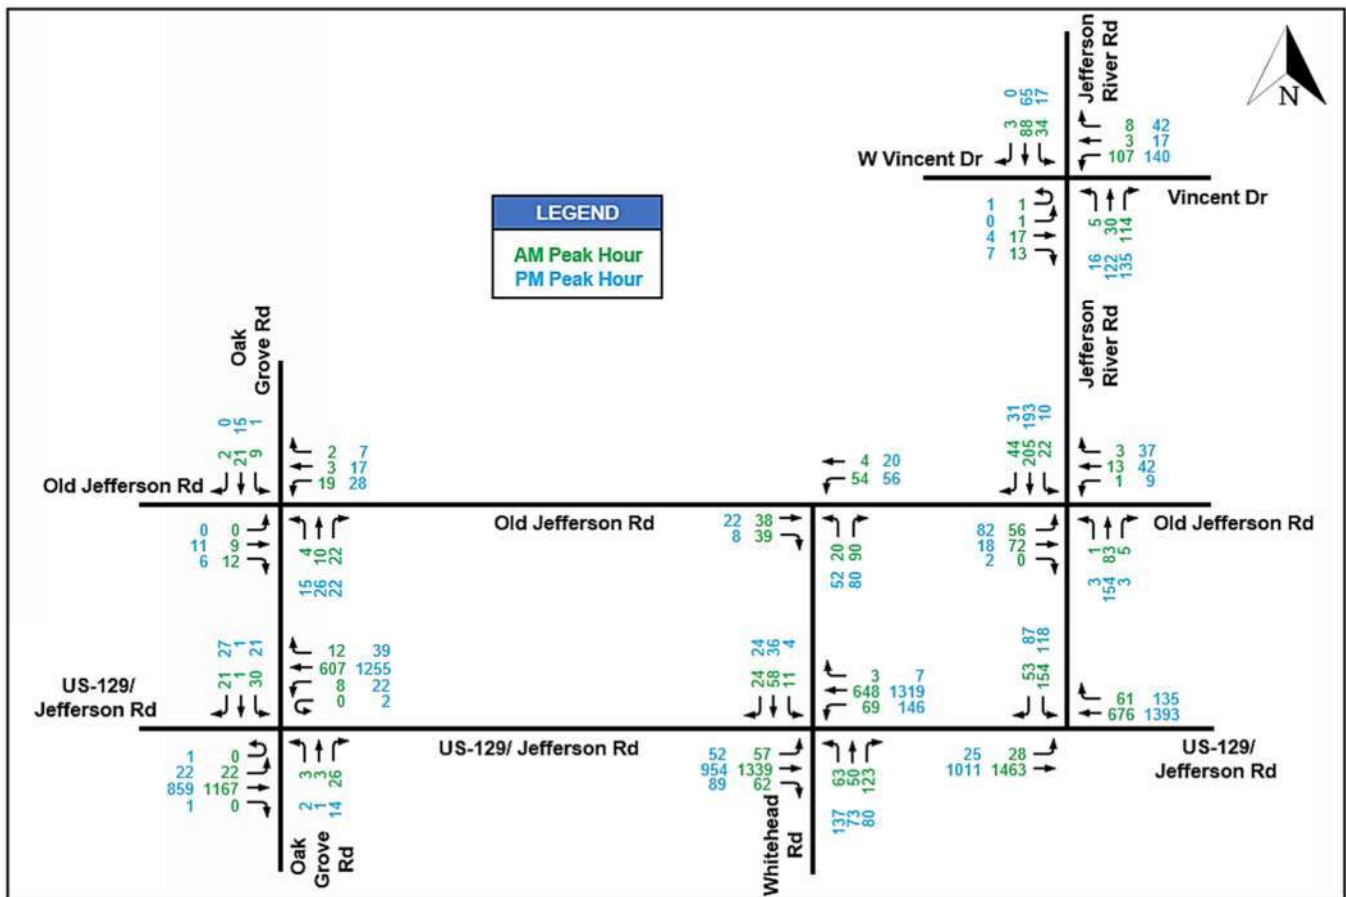 Jefferson
River Rd
N
0 65 17
3 88 34
8 42
3 17
107 140
W Vincent Dr
Vincent Dr
1 1
0 1
4 17
7 13
5 30 114
16 122 135
LEGEND
AM Peak Hour
PM Peak Hour
Jefferson
River Rd
Oak
Grove Rd
0 15 1
2 21 9
2 7
3 17
19 28
Old Jefferson Rd
Old Jefferson Rd
0 0
11 9
6 12
4 10 22
15 26 22
4 20
54 56
22 38
8 39
20 90
52 80
31 193 10
44 205 22
3 37
13 42
1 9
Old Jefferson Rd
82 56
18 72
2 0
1 83 5
3 154 3
27 1 21
21 1 30
12 39
607 1255
8 22
0 2
US-129/
Jefferson Rd
US-129/ Jefferson Rd
1 0
22 22
859 1167
1 0
3 3 26
2 1 14
Oak
Grove
Rd
24 36 4
24 58 11
3 7
648 1319
69 146
52 57
954 1339
89 62
63 50 123
137 73 80
Whitehead
Rd
87 118
53 154
61 135
676 1393
25 28
1011 1463
US-129/
Jefferson Rd